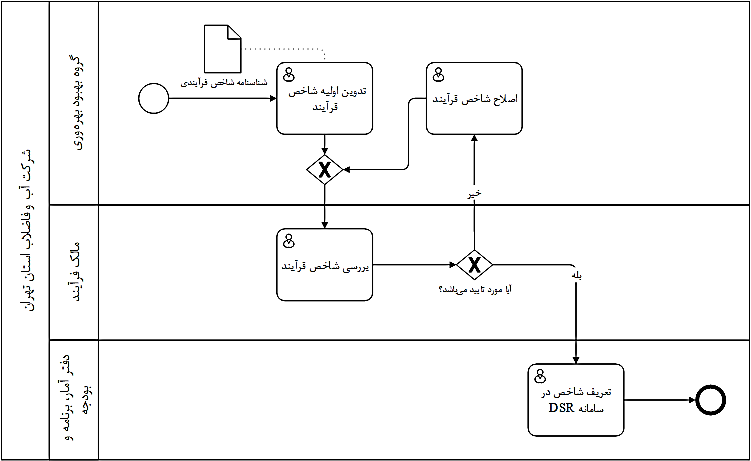 شرکت آب و فاضلاب استان تهران
گروه بهبود بهره‌وری
شناسنامه شاخص فرآیندی
تدوین اولیه شاخص
فرآیند
اصلاح شاخص فرآیند
خیر
مالک فرآیند
بررسی شاخص فرآیند
آیا مورد تایید می‌باشد؟
بله
دفتر آمار، برنامه و
بودجه
تعریف شاخص در
سامانه DSR